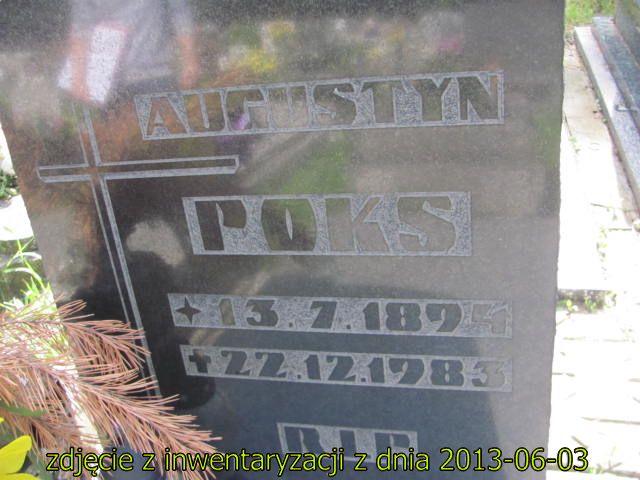 AUGUSTYN
POKS
13.7.1894
22.12.1983
R.I.P.
zdjęcie z inwentaryzacji z dnia 2013-06-03